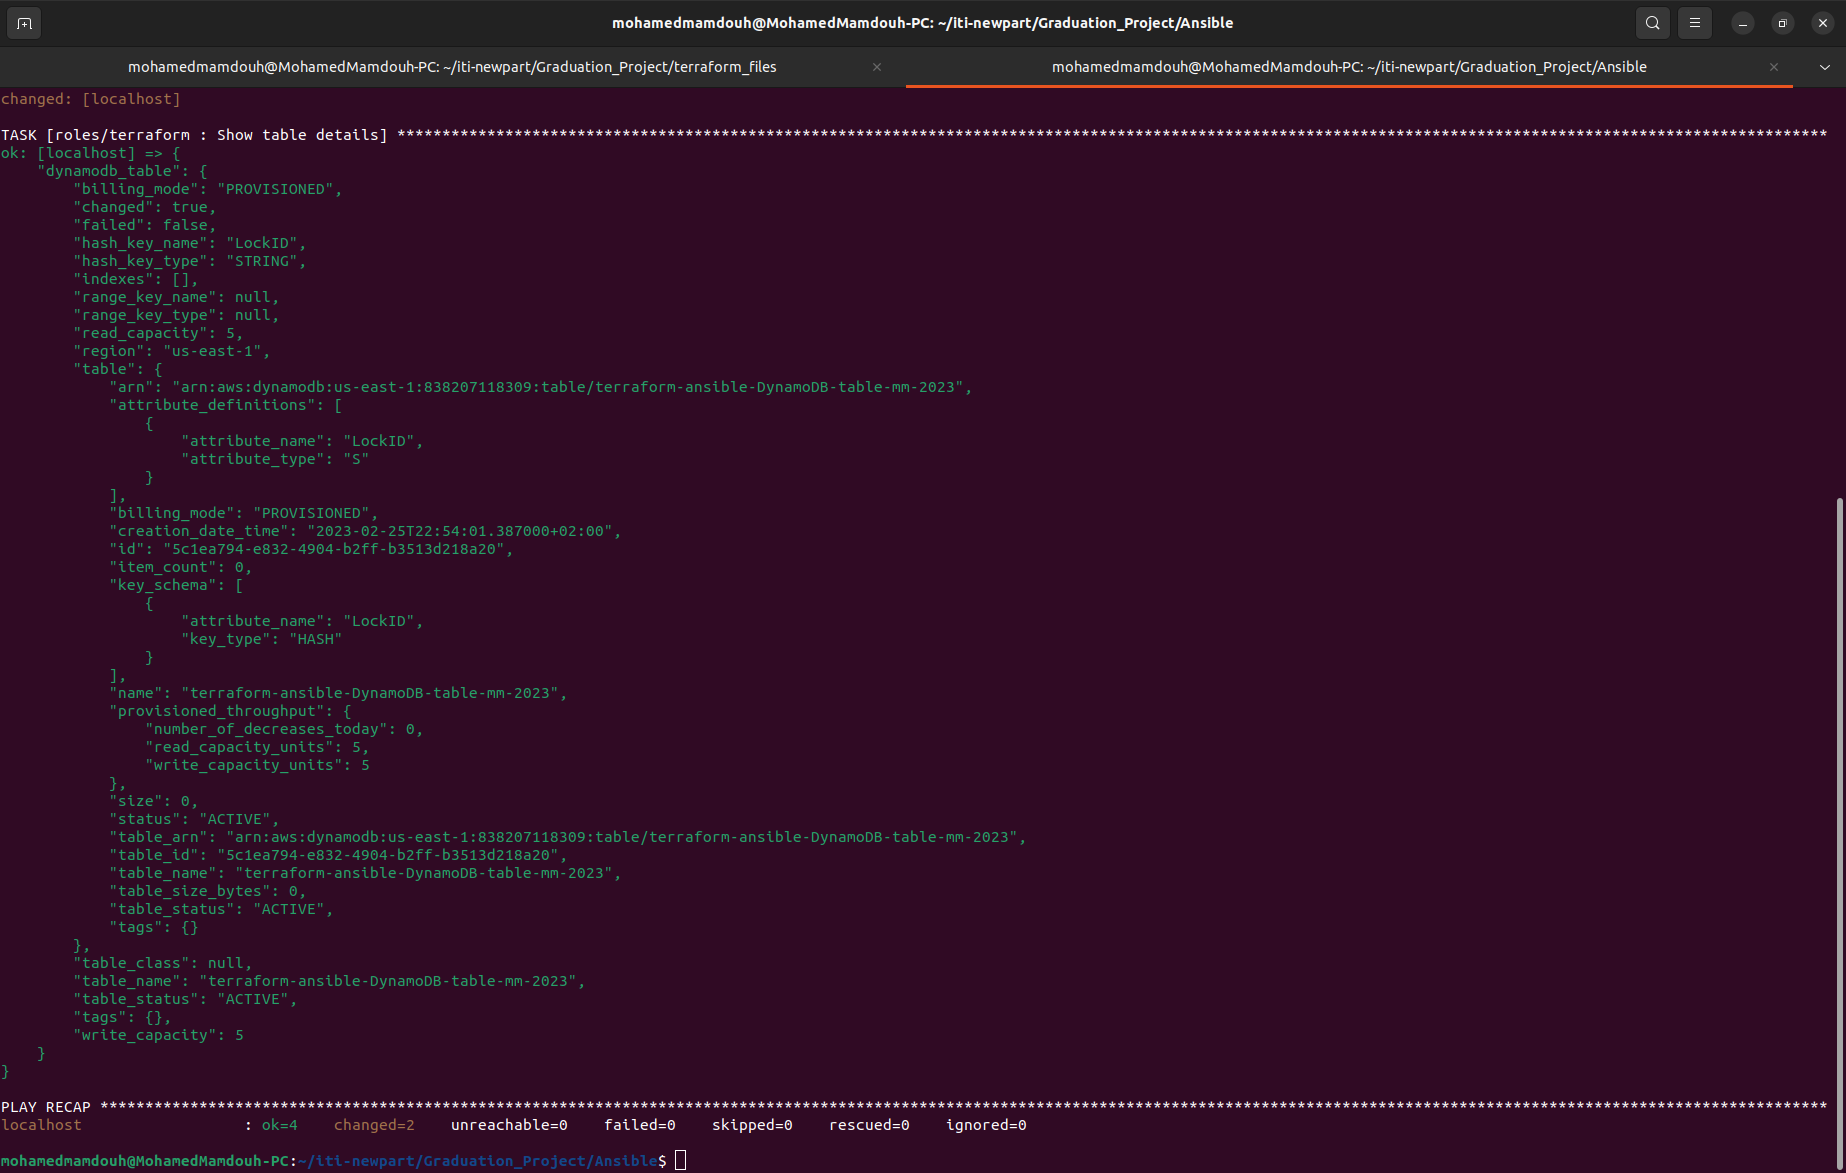 mohamedmamdouh@MohamedMamdouh-PC: ~/iti-newpart/Graduation_Project/Ansible
mohamedmamdouh@MohamedMamdouh-PC: ~/iti-newpart/Graduation_Project/terraform_files
mohamedmamdouh@MohamedMamdouh-PC: ~/iti-newpart/Graduation_Project/Ansible
changed: [localhost]
TASK [roles/terraform : Show table details] ***************************************************************************************************************************************************************
ok: [localhost] => {
    "dynamodb_table": {
        "billing_mode": "PROVISIONED",
        "changed": true,
        "failed": false,
        "hash_key_name": "LockID",
        "hash_key_type": "STRING",
        "indexes": [],
        "range_key_name": null,
        "range_key_type": null,
        "read_capacity": 5,
        "region": "us-east-1",
        "table": {
            "arn": "arn:aws:dynamodb:us-east-1:838207118309:table/terraform-ansible-DynamoDB-table-mm-2023",
            "attribute_definitions": [
                {
                    "attribute_name": "LockID",
                    "attribute_type": "S"
                }
            ],
            "billing_mode": "PROVISIONED",
            "creation_date_time": "2023-02-25T22:54:01.387000+02:00",
            "id": "5c1ea794-e832-4904-b2ff-b3513d218a20",
            "item_count": 0,
            "key_schema": [
                {
                    "attribute_name": "LockID",
                    "key_type": "HASH"
                }
            ],
            "name": "terraform-ansible-DynamoDB-table-mm-2023",
            "provisioned_throughput": {
                "number_of_decreases_today": 0,
                "read_capacity_units": 5,
                "write_capacity_units": 5
            },
            "size": 0,
            "status": "ACTIVE",
            "table_arn": "arn:aws:dynamodb:us-east-1:838207118309:table/terraform-ansible-DynamoDB-table-mm-2023",
            "table_id": "5c1ea794-e832-4904-b2ff-b3513d218a20",
            "table_name": "terraform-ansible-DynamoDB-table-mm-2023",
            "table_size_bytes": 0,
            "table_status": "ACTIVE",
            "tags": {}
        },
        "table_class": null,
        "table_name": "terraform-ansible-DynamoDB-table-mm-2023",
        "table_status": "ACTIVE",
        "tags": {},
        "write_capacity": 5
    }
}
PLAY RECAP ************************************************************************************************************************************************************************************************
localhost                  : ok=4    changed=2    unreachable=0    failed=0    skipped=0    rescued=0    ignored=0
mohamedmamdouh@MohamedMamdouh-PC:~/iti-newpart/Graduation_Project/Ansible$